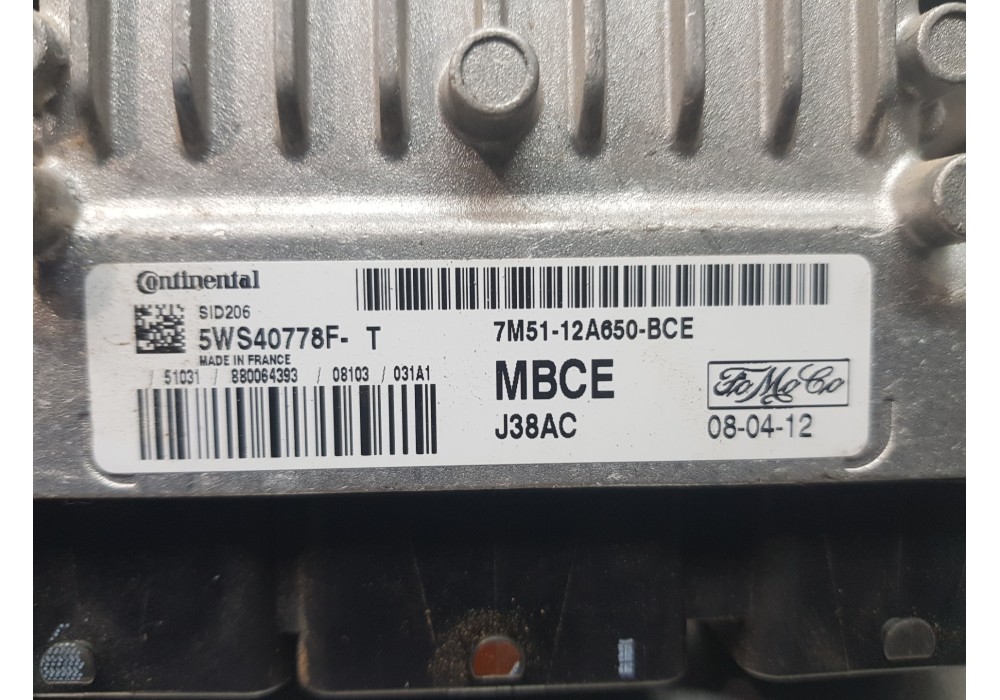 Continental
SID206
5WS40778F- T
MADE IN FRANCE
/ 51031 / 880064393 / 08103 / 031A1
7M51-12A650-BCE
MBCE
J38AC
FoMoCo
08-04-12